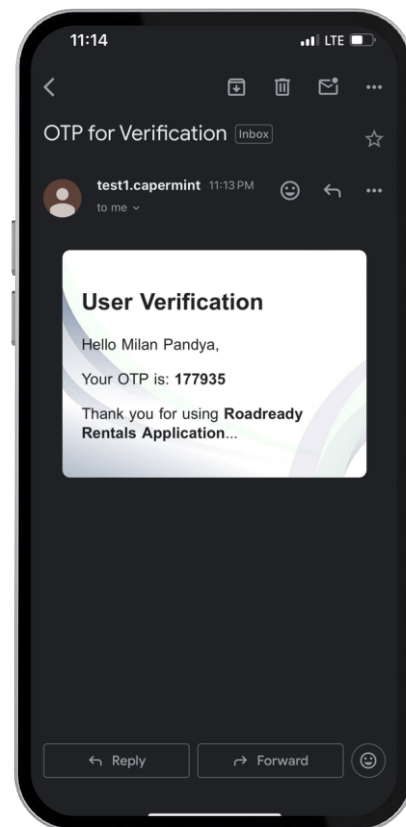 11:14
LTE
OTP for Verification Inbox
test1.capermint 11:13 PM
to me
User Verification
Hello Milan Pandya,
Your OTP is: 177935
Thank you for using Roadready
Rentals Application...
Reply Forward